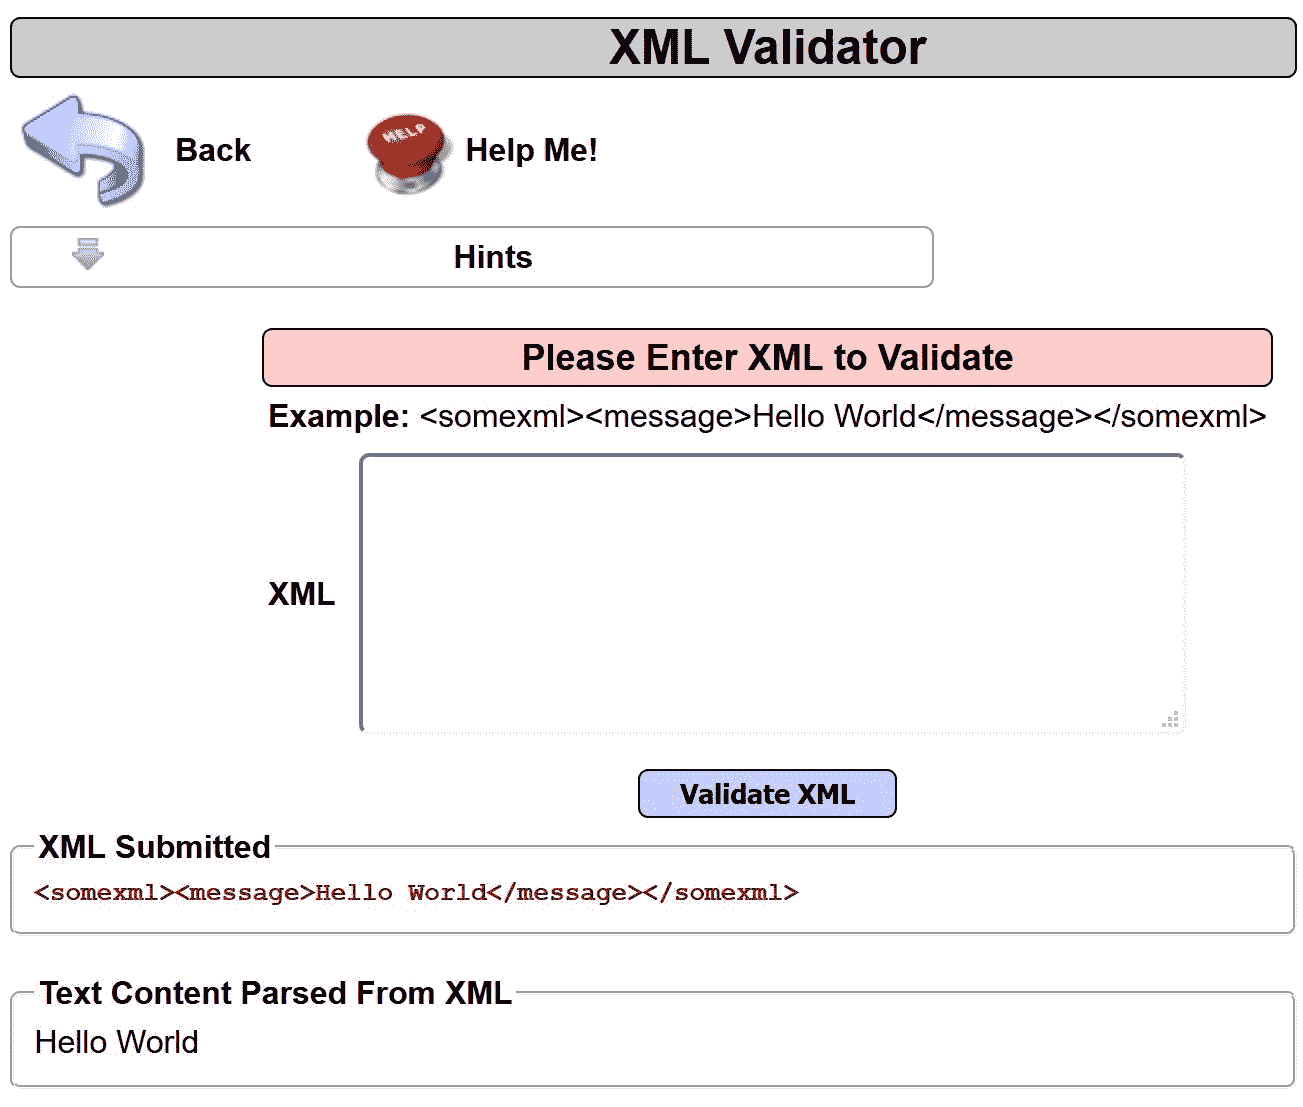 XML Validator
Back
HELP
Help Me!
Hints
Please Enter XML to Validate
Example: <somexml><message>Hello World</message></somexml>
XML
Validate XML
XML Submitted
<somexml><message>Hello World</message></somexml>
Text Content Parsed From XML
Hello World